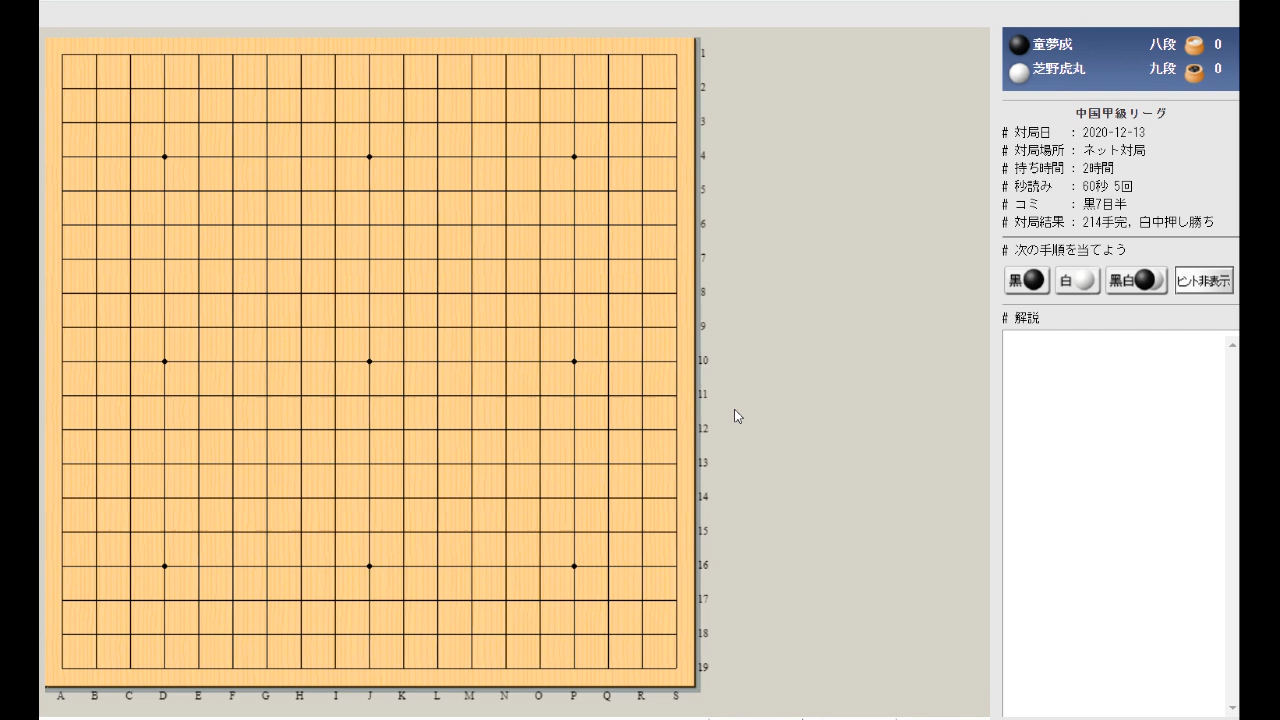 童夢成 八段 0
芝野虎丸 九段 0
中国甲級リーグ
# 対局日 : 2020-12-13
# 対局場所 : ネット対局
# 持ち時間 : 2時間
# 秒読み : 60秒 5回
# コミ : 黒7目半
# 対局結果 : 214手完, 白中押し勝ち
# 次の手順を当てよう
黒 白 黒白 ヒント非表示
# 解説
1
2
3
4
5
6
7
8
9
10
11
12
13
14
15
16
17
18
19
A B C D E F G H I J K L M N O P Q R S